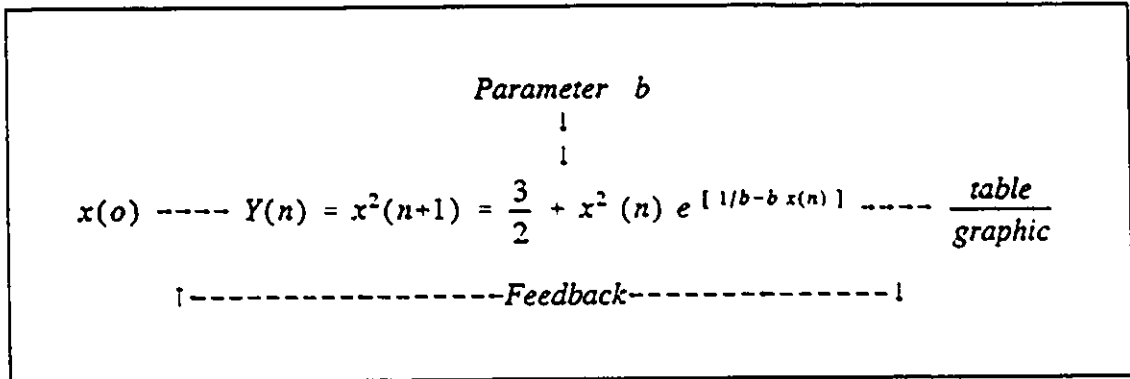 Parameter b
↓
↓
x(o) ---- Y(n) = x²(n+1) = 3/2 + x² (n) e^[ 1/b-b x(n) ] ----- table/graphic
↑------------------Feedback---------------↓